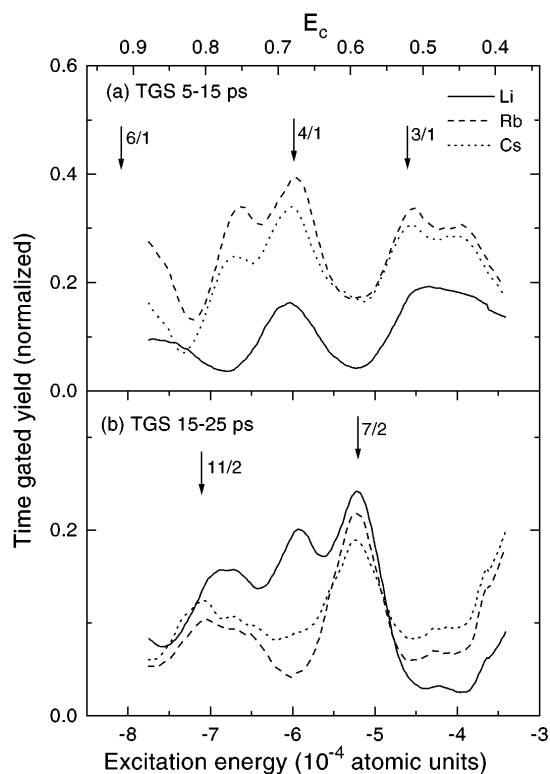 E_c
0.9 0.8 0.7 0.6 0.5 0.4
0.6
(a) TGS 5-15 ps
Li
Rb
Cs
6/1
4/1
3/1
0.4
0.2
0.0
Time gated yield (normalized)
(b) TGS 15-25 ps
11/2
7/2
0.2
0.0
-8 -7 -6 -5 -4 -3
Excitation energy (10⁻⁴ atomic units)